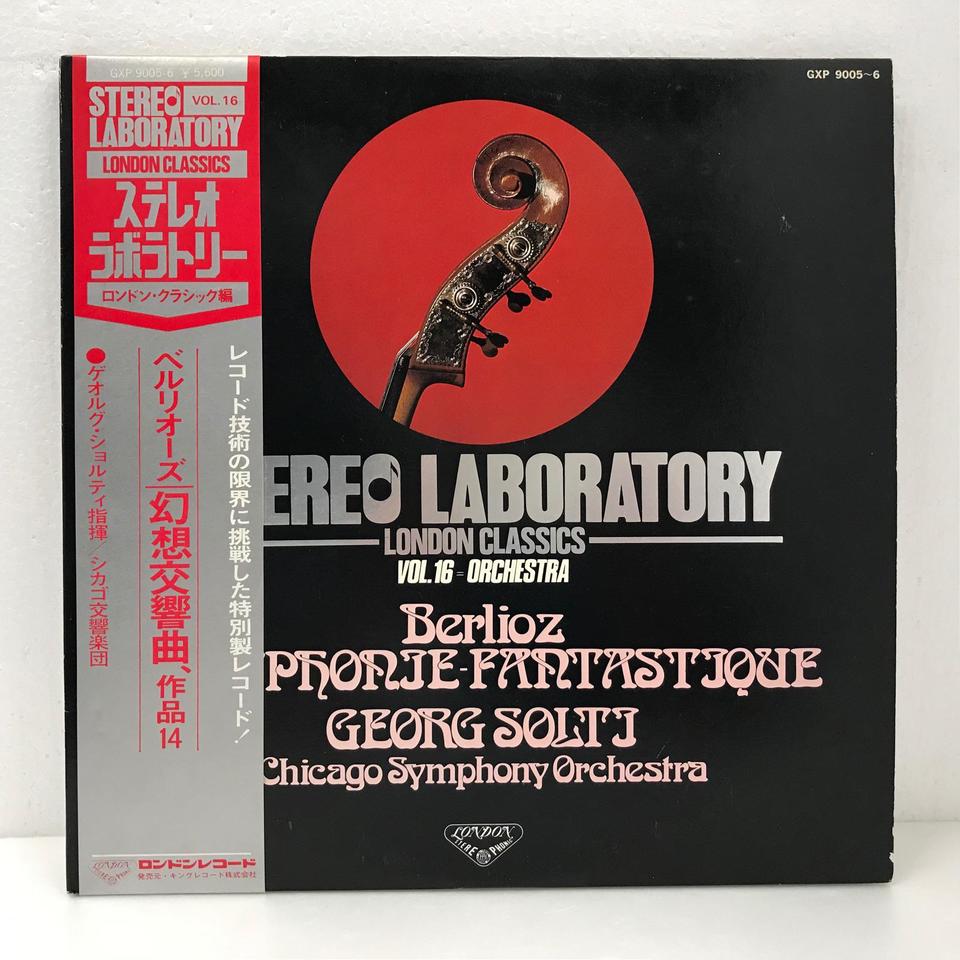 GXP 9005-6 ¥5,600
STEREO VOL.16
LABORATORY
LONDON CLASSICS
ステレオ
ラボラトリー
ロンドン・クラシック編
レコード技術の限界に挑戦した特別製レコード!
ベルリオーズ/幻想交響曲、作品14
●ゲオルグ・ショルティ指揮/シカゴ交響楽団
LONDON
STEREOPHONIC
ロンドンレコード
発売元・キングレコード株式会社
GXP 9005~6
EREO LABORATORY
LONDON CLASSICS
VOL.16=ORCHESTRA
Berlioz
PHONIE-FANTASTIQUE
GEORG SOLTI
Chicago Symphony Orchestra
LONDON
STEREOPHONIC